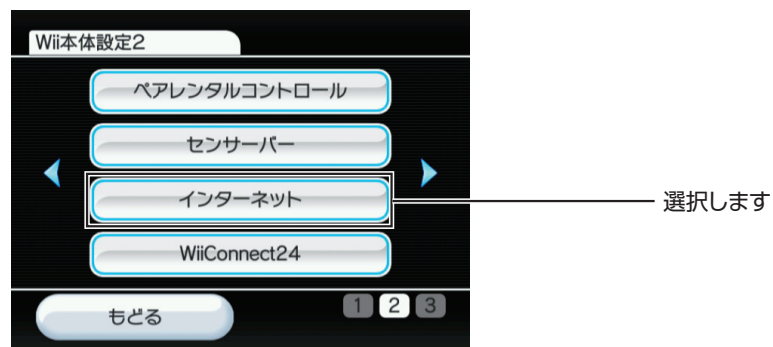 Wii本体設定2
ペアレンタルコントロール
センサーバー
インターネット
選択します
WiiConnect24
もどる
1 2 3